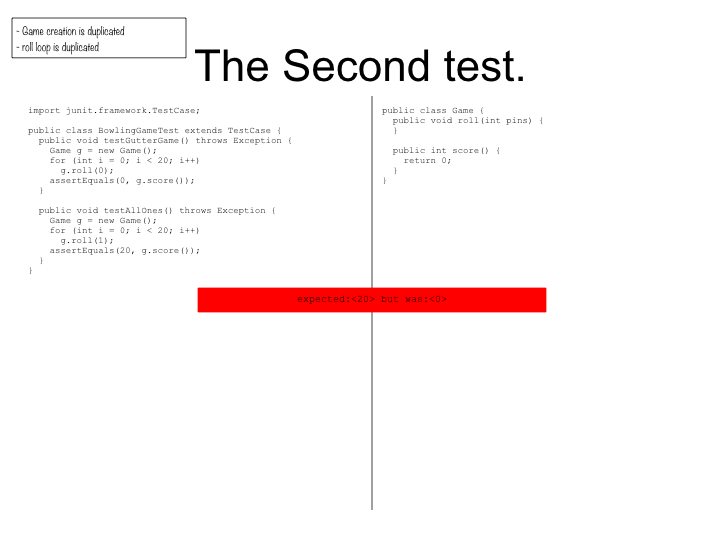 - Game creation is duplicated
- roll loop is duplicated
The Second test.
import junit.framework.TestCase;

public class BowlingGameTest extends TestCase {
  public void testGutterGame() throws Exception {
    Game g = new Game();
    for (int i = 0; i < 20; i++)
      g.roll(0);
    assertEquals(0, g.score());
  }

  public void testAllOnes() throws Exception {
    Game g = new Game();
    for (int i = 0; i < 20; i++)
      g.roll(1);
    assertEquals(20, g.score());
  }
}
public class Game {
  public void roll(int pins) {
  }

  public int score() {
    return 0;
  }
}
expected:<20> but was:<0>